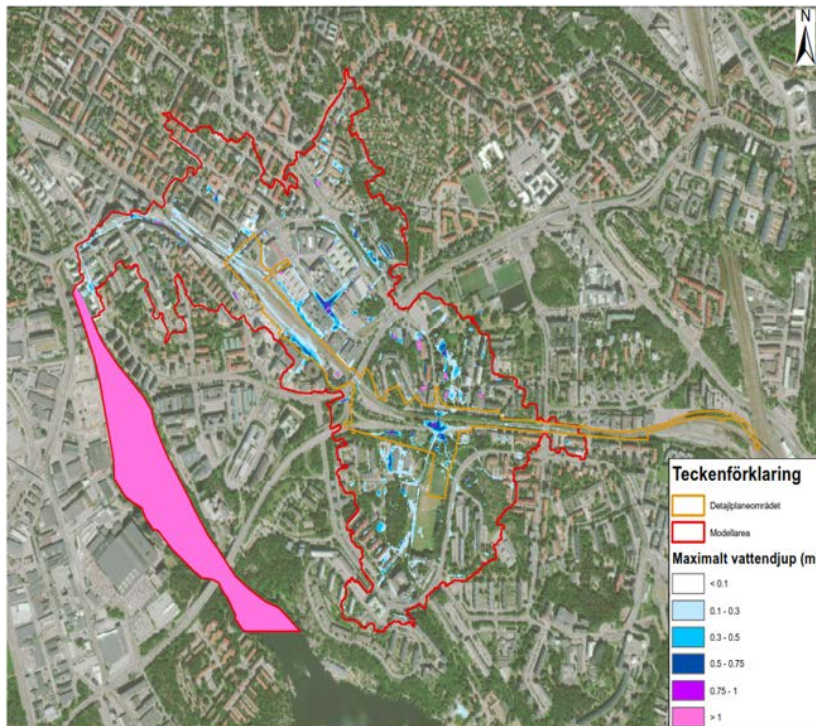 N
Teckenförklaring
Detaljplaneområdet
Modellarea
Maximalt vattendjup (m
< 0.1
0.1 - 0.3
0.3 - 0.5
0.5 - 0.75
0.75 - 1
> 1